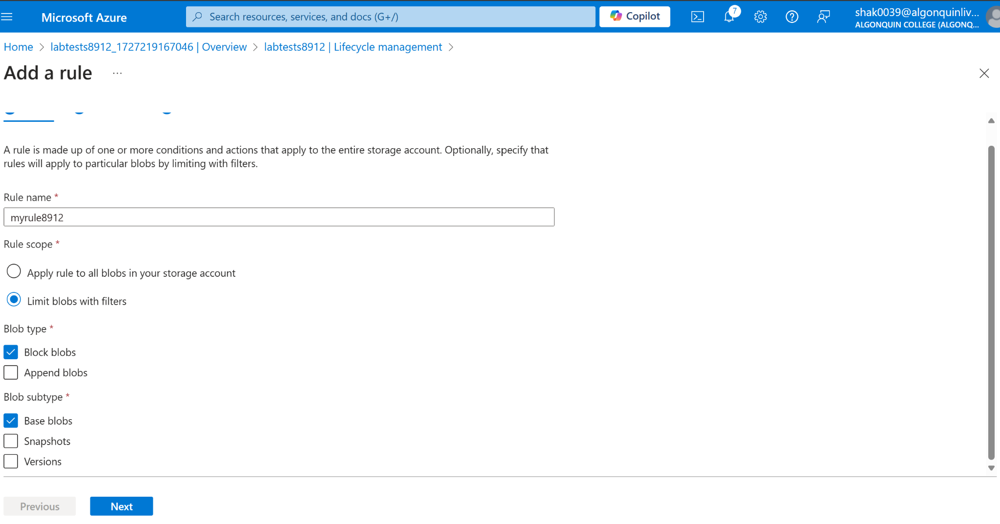 Microsoft Azure
Search resources, services, and docs (G+/)
Copilot
7
shak0039@algonquinliv...
ALGONQUIN COLLEGE (ALGONQ...
Home > labtests8912_1727219167046 | Overview > labtests8912 | Lifecycle management >
Add a rule ...
A rule is made up of one or more conditions and actions that apply to the entire storage account. Optionally, specify that
rules will apply to particular blobs by limiting with filters.
Rule name *
myrule8912
Rule scope *
Apply rule to all blobs in your storage account
Limit blobs with filters
Blob type *
Block blobs
Append blobs
Blob subtype *
Base blobs
Snapshots
Versions
Previous
Next